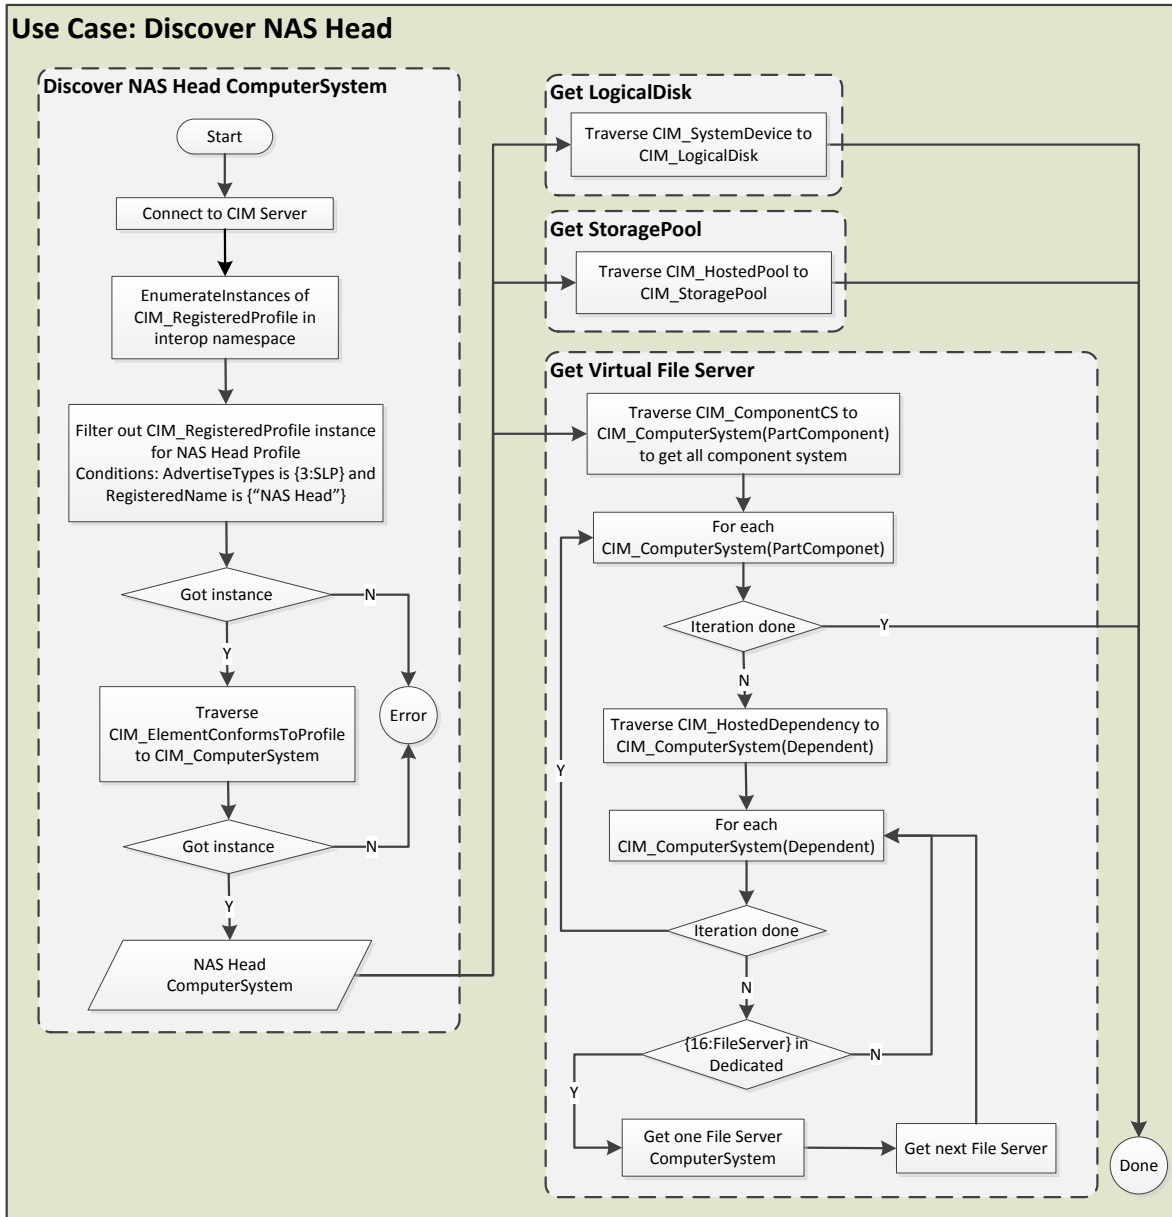 Use Case: Discover NAS Head
Discover NAS Head ComputerSystem
Start
Connect to CIM Server
EnumerateInstances of
CIM_RegisteredProfile in
interop namespace
Filter out CIM_RegisteredProfile instance
for NAS Head Profile
Conditions: AdvertiseTypes is {3:SLP} and
RegisteredName is {“NAS Head”}
Got instance
N
Y
Traverse
CIM_ElementConformsToProfile
to CIM_ComputerSystem
Error
Got instance
N
Y
NAS Head
ComputerSystem
Get LogicalDisk
Traverse CIM_SystemDevice to
CIM_LogicalDisk
Get StoragePool
Traverse CIM_HostedPool to
CIM_StoragePool
Get Virtual File Server
Traverse CIM_ComponentCS to
CIM_ComputerSystem(PartComponent)
to get all component system
For each
CIM_ComputerSystem(PartComponet)
Iteration done
Y
N
Traverse CIM_HostedDependency to
CIM_ComputerSystem(Dependent)
Y
For each
CIM_ComputerSystem(Dependent)
Iteration done
N
{16:FileServer} in
Dedicated
N
Y
Get one File Server
ComputerSystem
Get next File Server
Done